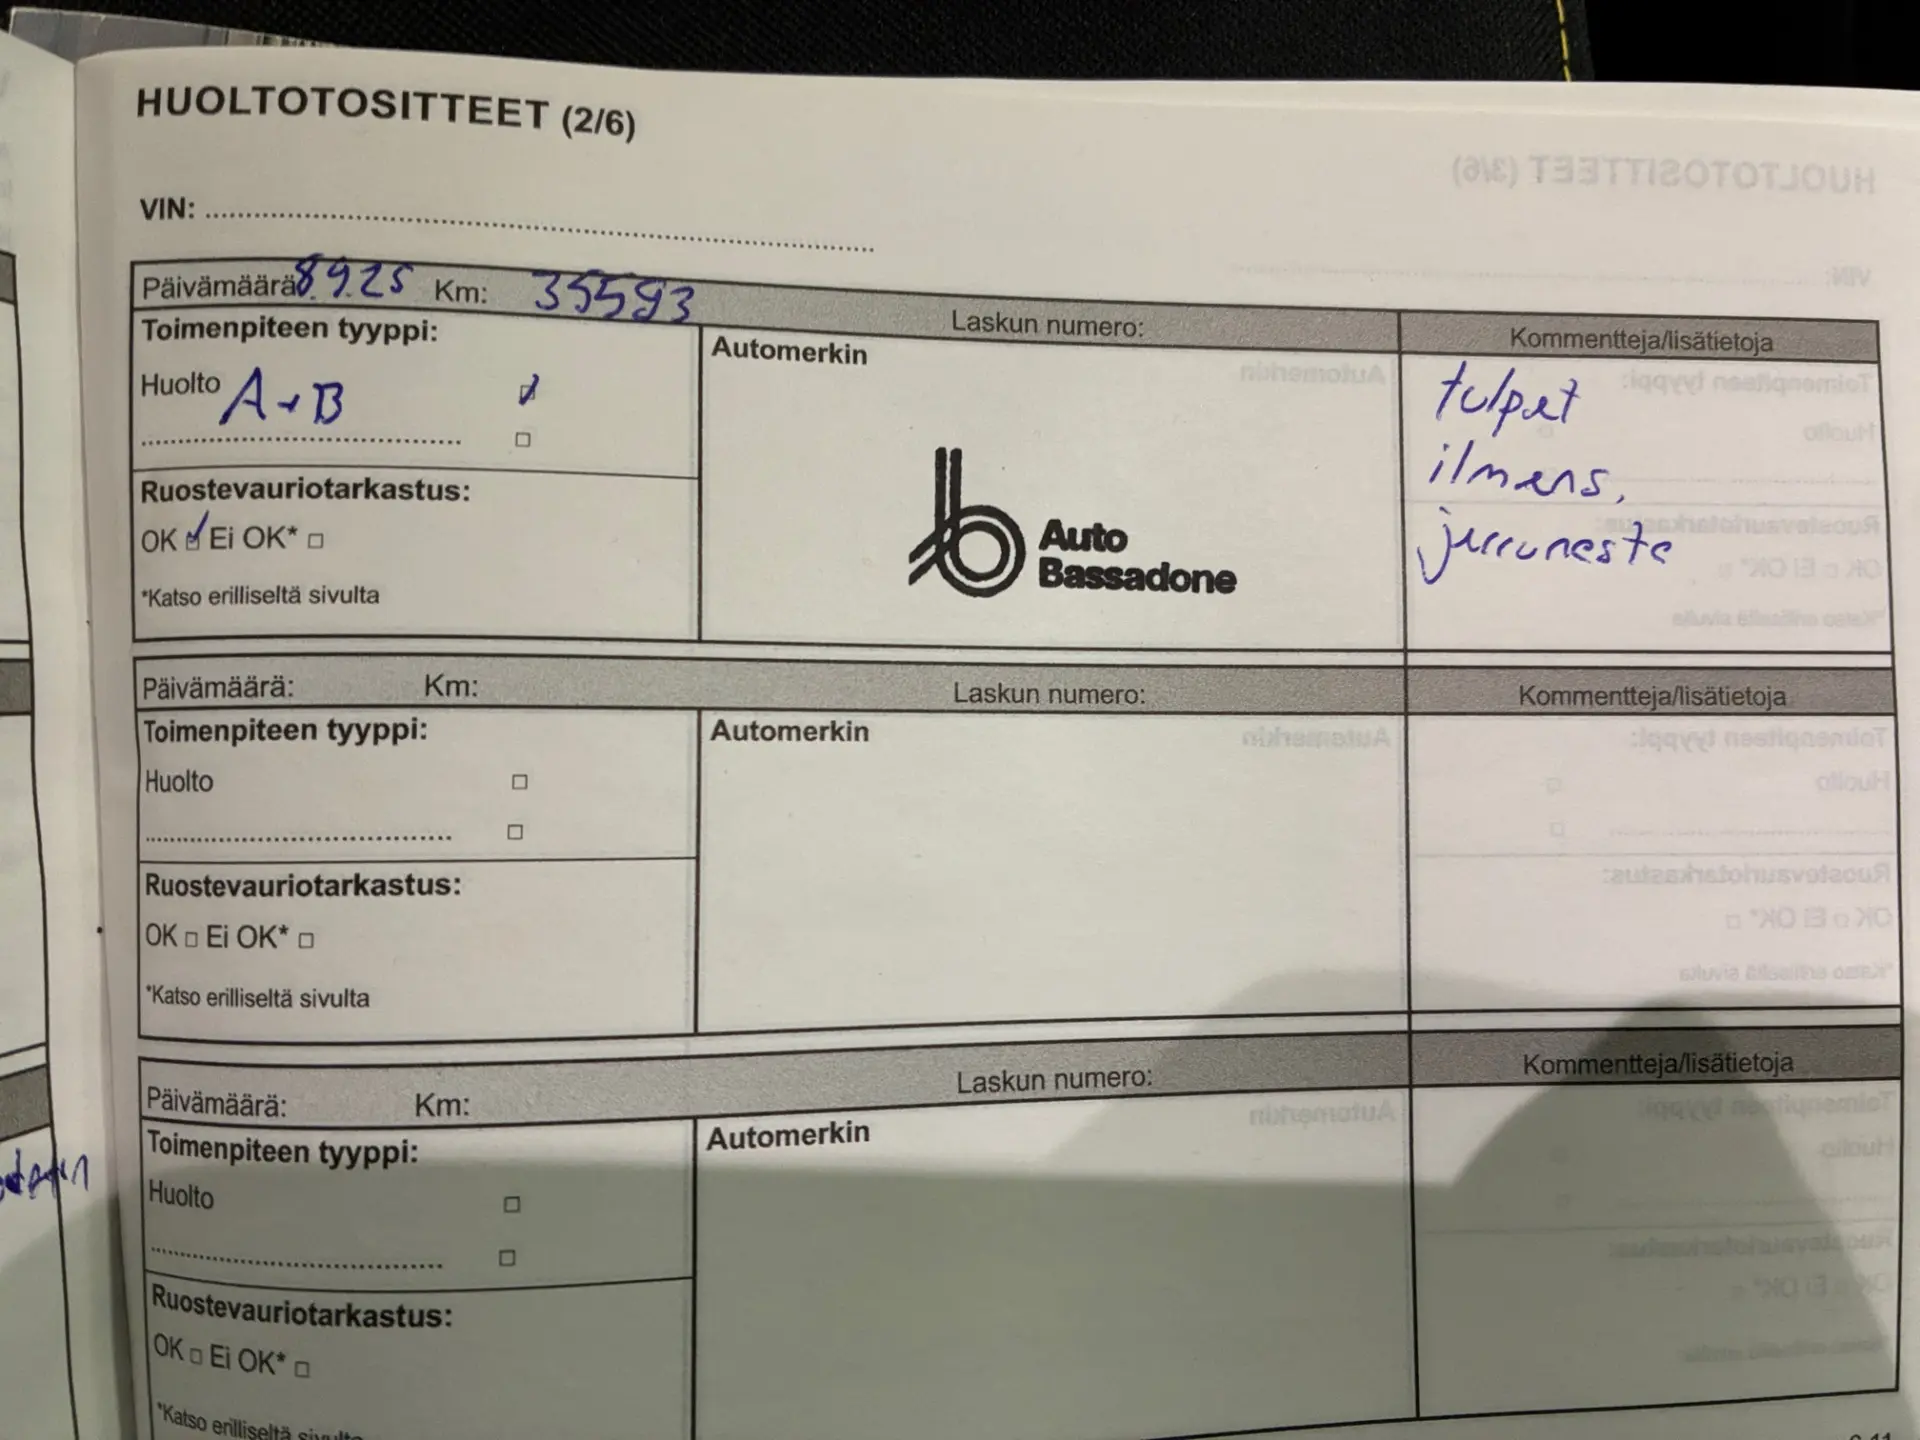 HUOLTOTOSITTEET (2/6)
VIN:
Päivämäärä 8.9.25 Km: 35593 Laskun numero: Kommentteja/lisätietoja
Toimenpiteen tyyppi:
Automerkin
Huolto A+B
tulpat
ilmans.
jarruneste
Ruostevauriotarkastus:
OK Ei OK*
*Katso erilliseltä sivulta
Auto
Bassadone
Päivämäärä: Km: Laskun numero: Kommentteja/lisätietoja
Toimenpiteen tyyppi:
Automerkin
Huolto
Ruostevauriotarkastus:
OK Ei OK*
*Katso erilliseltä sivulta
Päivämäärä: Km: Laskun numero: Kommentteja/lisätietoja
Toimenpiteen tyyppi:
Automerkin
Huolto
Ruostevauriotarkastus:
OK Ei OK*
*Katso erilliseltä sivulta